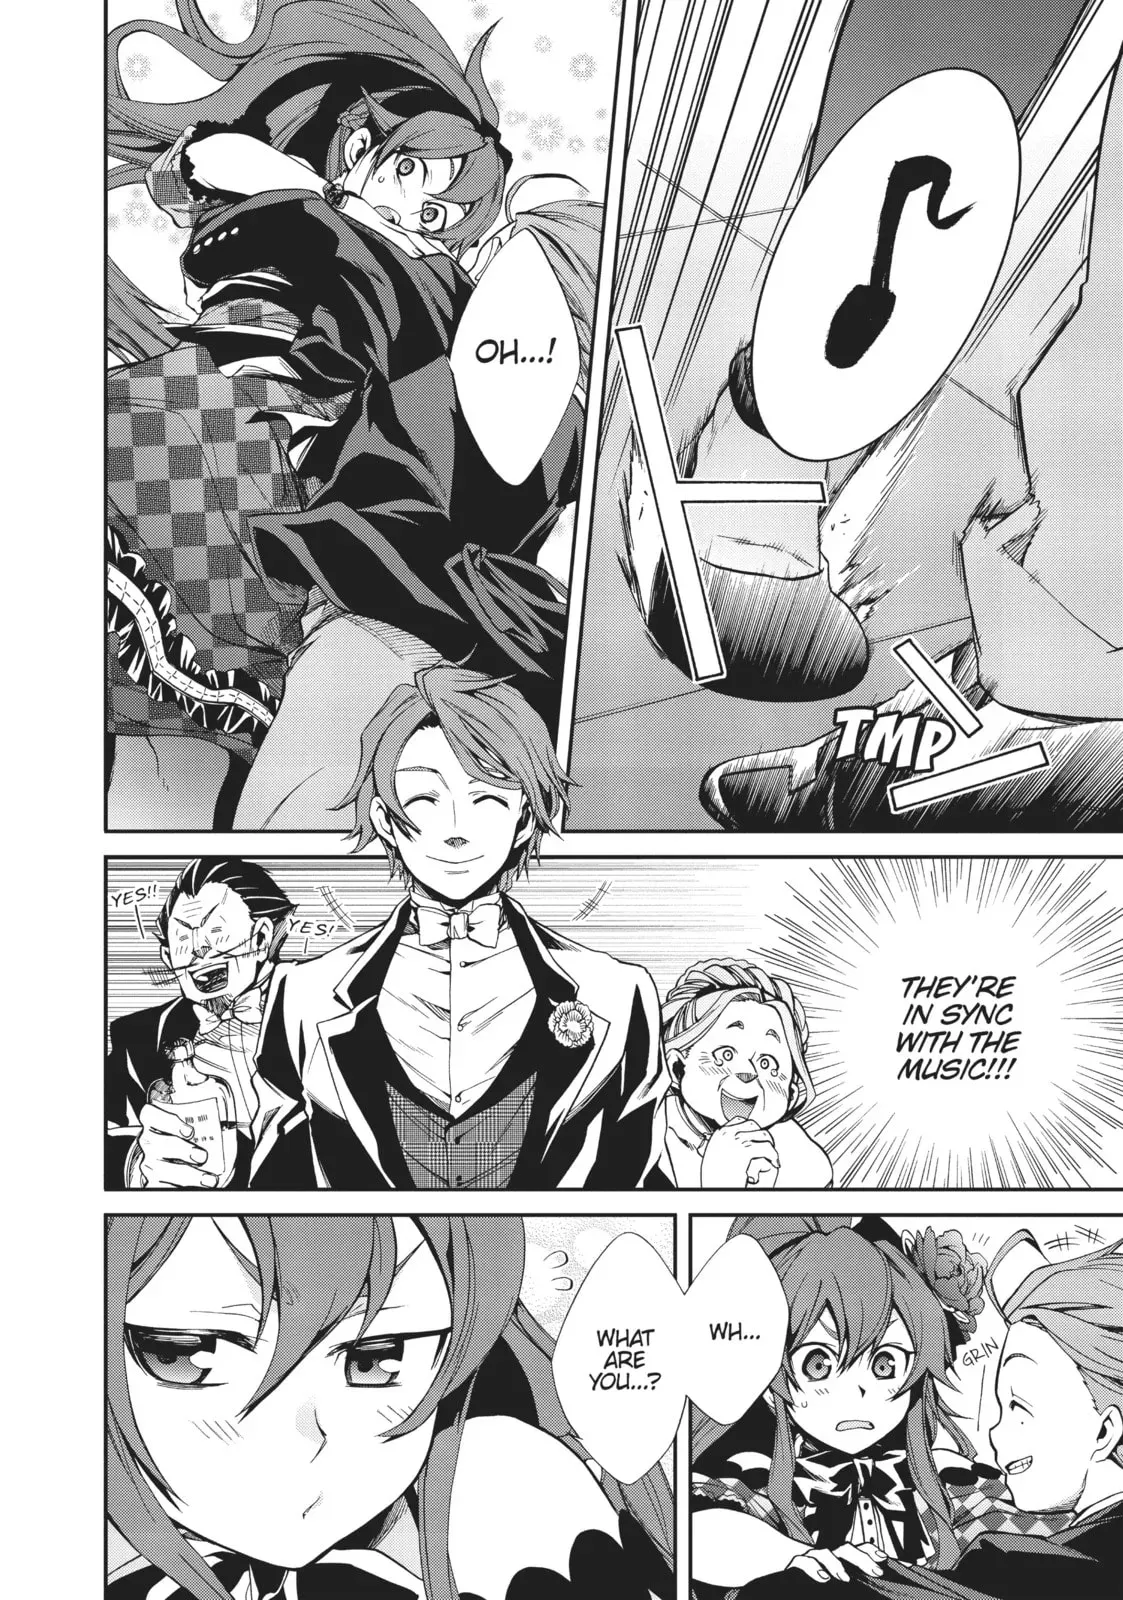 TMP
OH...!
THEY'RE
IN SYNC
WITH THE
MUSIC!!!
YES!
YES!!
GRIN
WH...
WHAT
ARE
YOU...?